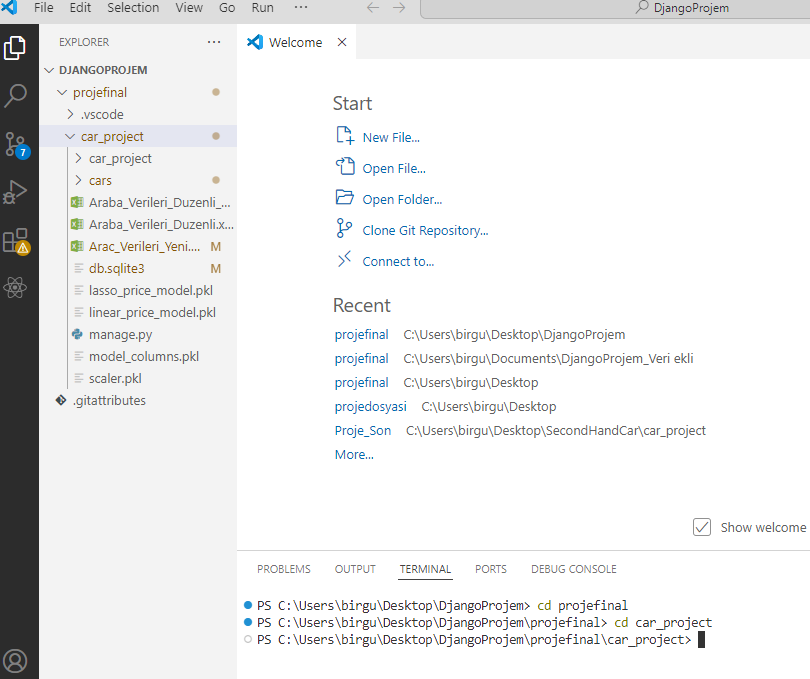 File Edit Selection View Go Run ··· DjangoProjem
EXPLORER ···
Welcome
DJANGOPROJEM
projefinal
.vscode
car_project
car_project
cars
Araba_Verileri_Duzenli_...
Araba_Verileri_Duzenli.x...
Arac_Verileri_Yeni.... M
db.sqlite3 M
lasso_price_model.pkl
linear_price_model.pkl
manage.py
model_columns.pkl
scaler.pkl
.gitattributes
7
Start
New File...
Open File...
Open Folder...
Clone Git Repository...
Connect to...
Recent
projefinal C:\Users\birgu\Desktop\DjangoProjem
projefinal C:\Users\birgu\Documents\DjangoProjem_Veri ekli
projefinal C:\Users\birgu\Desktop
projedosyasi C:\Users\birgu\Desktop
Proje_Son C:\Users\birgu\Desktop\SecondHandCar\car_project
More...
Show welcome
PROBLEMS OUTPUT TERMINAL PORTS DEBUG CONSOLE
PS C:\Users\birgu\Desktop\DjangoProjem> cd projefinal
PS C:\Users\birgu\Desktop\DjangoProjem\projefinal> cd car_project
PS C:\Users\birgu\Desktop\DjangoProjem\projefinal\car_project>